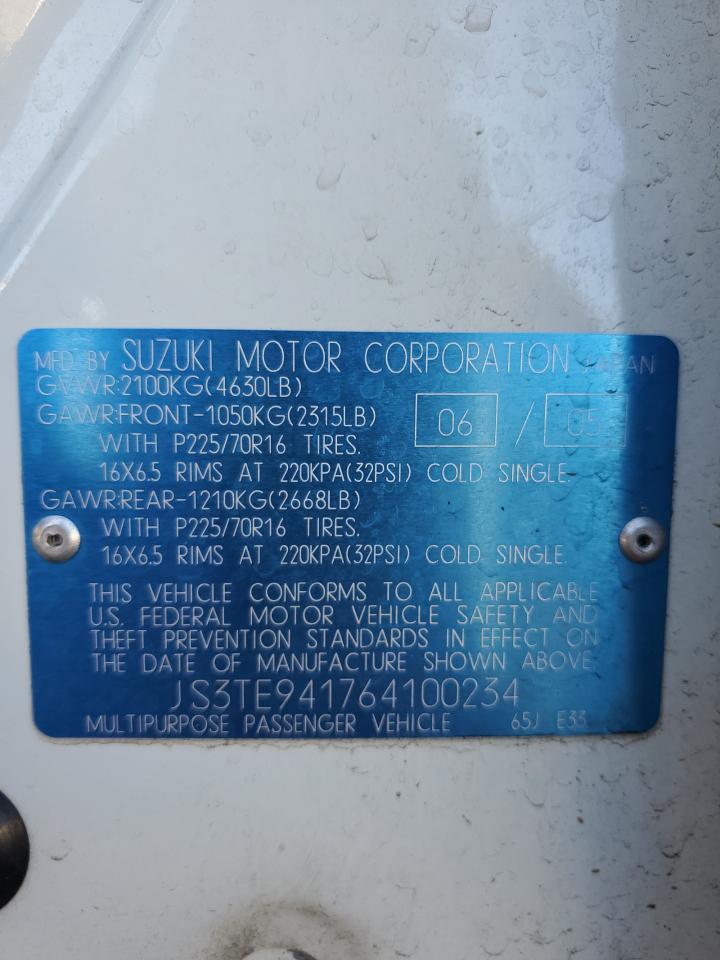 MFD BY SUZUKI MOTOR CORPORATION JAPAN
GVWR:2100KG(4630LB)
GAWR:FRONT-1050KG(2315LB) 06 / 05
WITH P225/70R16 TIRES.
16X6.5 RIMS AT 220KPA(32PSI) COLD SINGLE.
GAWR:REAR-1210KG(2668LB)
WITH P225/70R16 TIRES.
16X6.5 RIMS AT 220KPA(32PSI) COLD SINGLE.
THIS VEHICLE CONFORMS TO ALL APPLICABLE
U.S. FEDERAL MOTOR VEHICLE SAFETY AND
THEFT PREVENTION STANDARDS IN EFFECT ON
THE DATE OF MANUFACTURE SHOWN ABOVE.
JS3TE941764100234
MULTIPURPOSE PASSENGER VEHICLE 65J E33